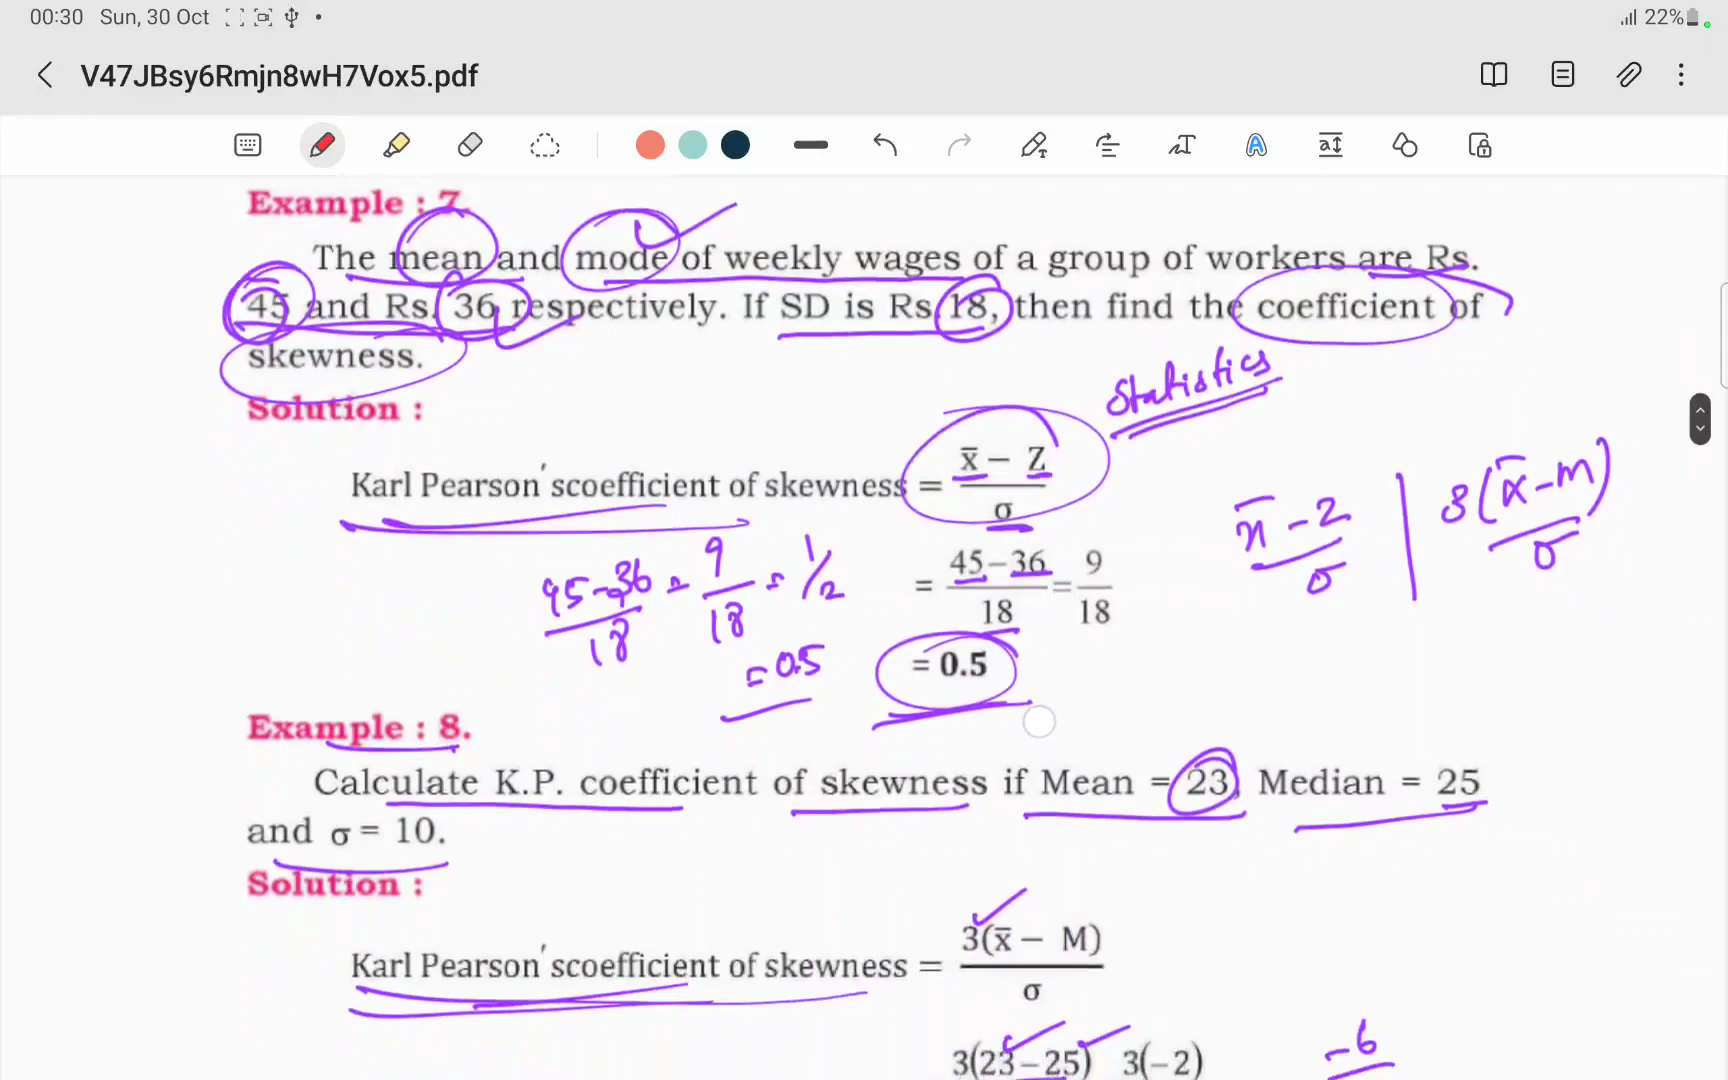 00:30 Sun, 30 Oct 22%
V47JBsy6Rmjn8wH7Vox5.pdf
Example : 7.
The mean and mode of weekly wages of a group of workers are Rs.
45 and Rs. 36 respectively. If SD is Rs 18, then find the coefficient of
skewness.
Statistics
Solution :
Karl Pearson'scoefficient of skewness = x̄ − Z / σ
x̄ - Z / σ | 3(x̄ - M) / σ
45-36 / 18 = 9 / 18 = 1/2
= 45−36 / 18 = 9 / 18
= 0.5
= 0.5
Example : 8.
Calculate K.P. coefficient of skewness if Mean = 23, Median = 25
and σ = 10.
Solution :
Karl Pearson'scoefficient of skewness = 3(x̄ − M) / σ
3(23−25) 3(−2) -6